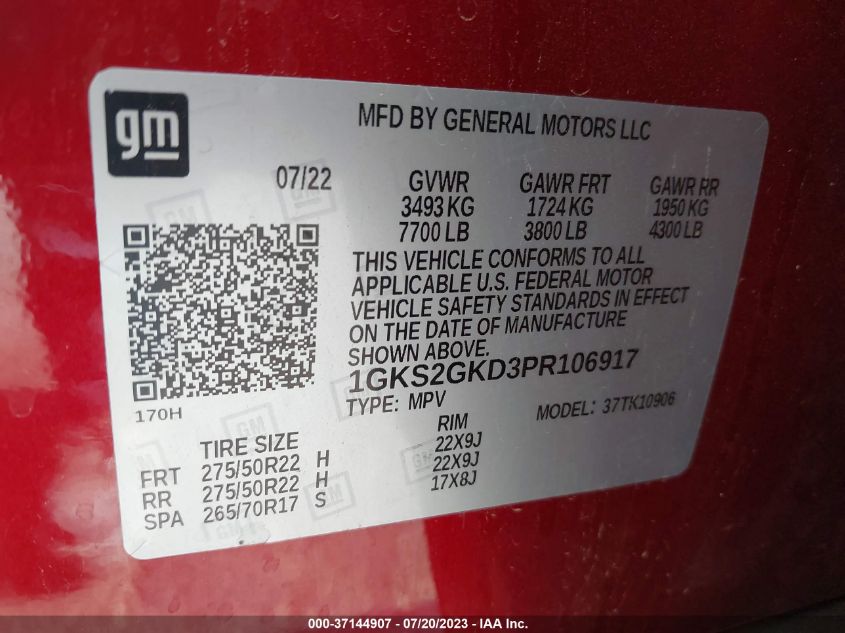 gm
MFD BY GENERAL MOTORS LLC
07/22 GVWR GAWR FRT GAWR RR
3493 KG 1724 KG 1950 KG
7700 LB 3800 LB 4300 LB
THIS VEHICLE CONFORMS TO ALL
APPLICABLE U.S. FEDERAL MOTOR
VEHICLE SAFETY STANDARDS IN EFFECT
ON THE DATE OF MANUFACTURE
SHOWN ABOVE.
1GKS2GKD3PR106917
170H
TYPE: MPV MODEL: 37TK10906
TIRE SIZE RIM
FRT 275/50R22 H 22X9J
RR 275/50R22 H 22X9J
SPA 265/70R17 S 17X8J
000-37144907 - 07/20/2023 - IAA Inc.